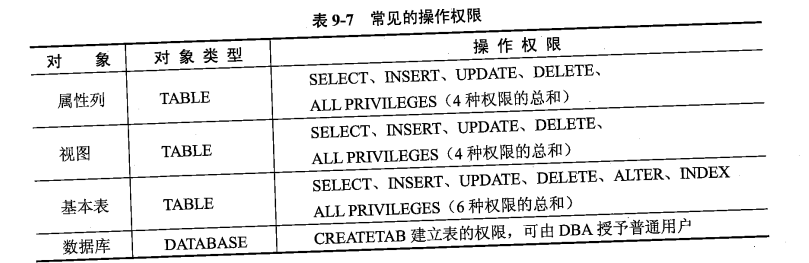 表 9-7 常见的操作权限
对 象 对 象 类 型 操 作 权 限
属性列 TABLE SELECT、INSERT、UPDATE、DELETE、
ALL PRIVILEGES（4 种权限的总和）
视图 TABLE SELECT、INSERT、UPDATE、DELETE、
ALL PRIVILEGES（4 种权限的总和）
基本表 TABLE SELECT、INSERT、UPDATE、DELETE、ALTER、INDEX
ALL PRIVILEGES（6 种权限的总和）
数据库 DATABASE CREATETAB 建立表的权限，可由 DBA 授予普通用户